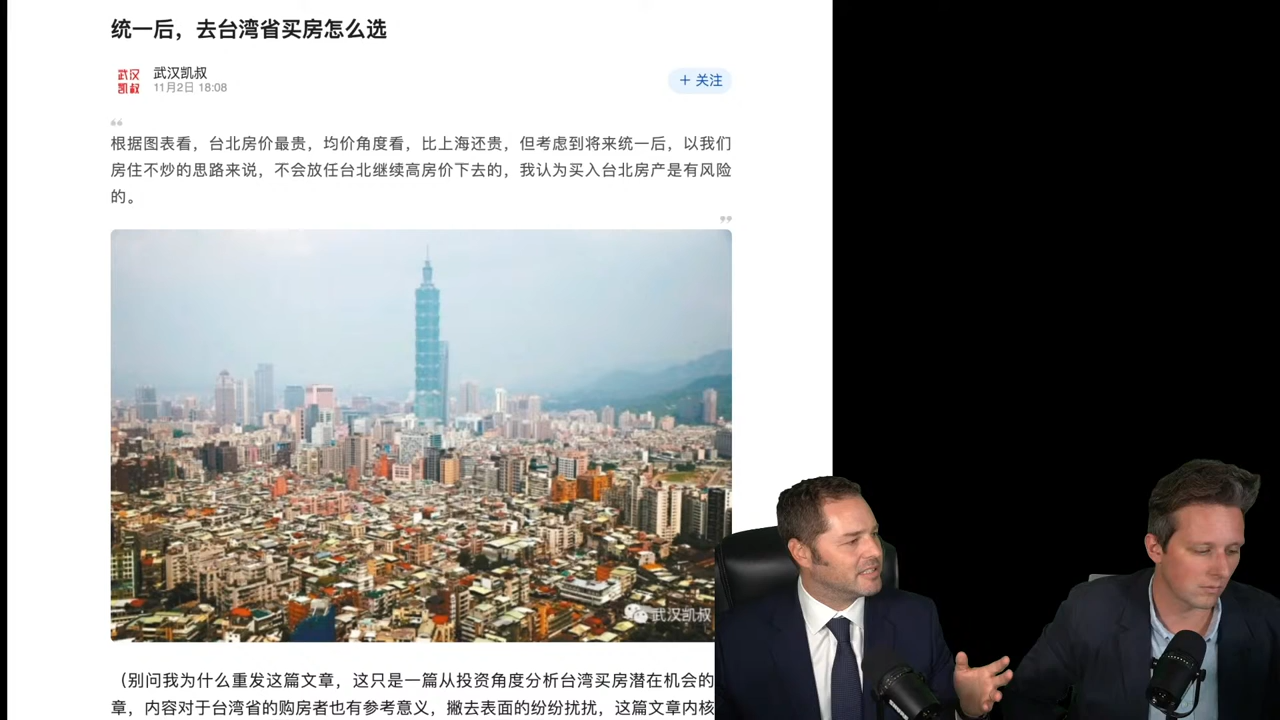 统一后，去台湾省买房怎么选
武汉
凯叔
武汉凯叔
11月2日 18:08
+ 关注
“
根据图表看，台北房价最贵，均价角度看，比上海还贵，但考虑到将来统一后，以我们
房住不炒的思路来说，不会放任台北继续高房价下去的，我认为买入台北房产是有风险
的。
”
武汉凯叔
（别问我为什么重发这篇文章，这只是一篇从投资角度分析台湾买房潜在机会的
章，内容对于台湾省的购房者也有参考意义，撇去表面的纷纷扰扰，这篇文章内核